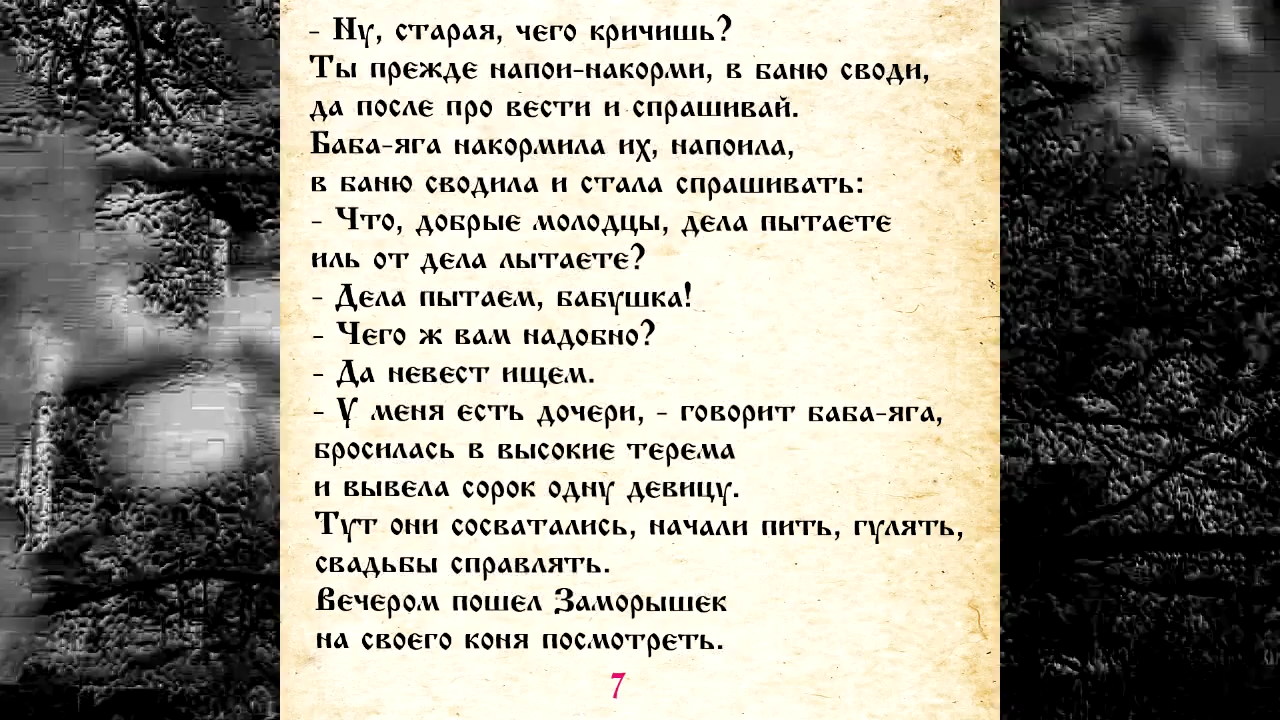 - Ну, старая, чего кричишь?
Ты прежде напои-накорми, в баню своди,
да после про вести и спрашивай.
Баба-яга накормила их, напоила,
в баню сводила и стала спрашивать:
- Что, добрые молодцы, дела пытаете
иль от дела лытаете?
- Дела пытаем, бабушка!
- Чего ж вам надобно?
- Да невест ищем.
- У меня есть дочери, - говорит баба-яга,
бросилась в высокие терема
и вывела сорок одну девицу.
Тут они сосватались, начали пить, гулять,
свадьбы справлять.
Вечером пошел Заморышек
на своего коня посмотреть.
7